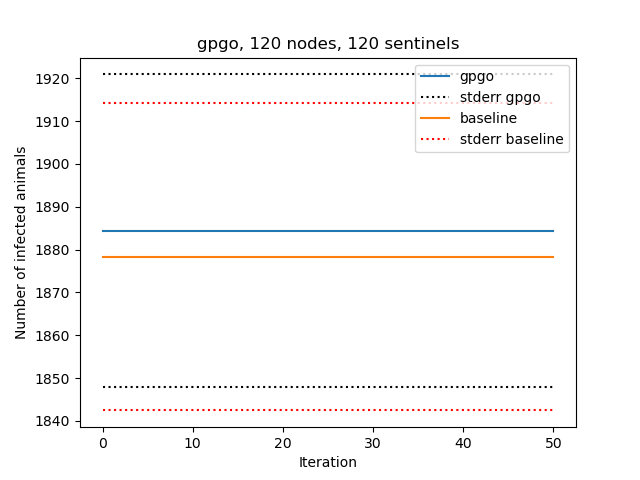 gpgo, 120 nodes, 120 sentinels
1920
1910
1900
1890
1880
1870
1860
1850
1840
Number of infected animals
gpgo
stderr gpgo
baseline
stderr baseline
0 10 20 30 40 50
Iteration